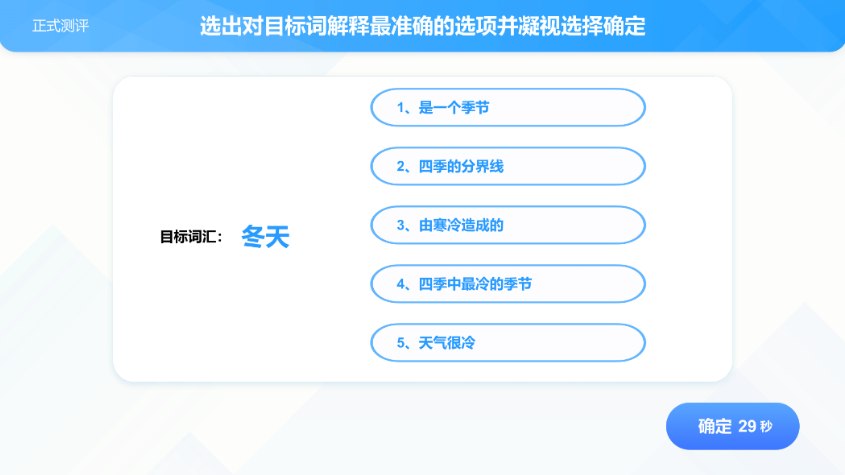 正式测评
选出对目标词解释最准确的选项并凝视选择确定
1、是一个季节
2、四季的分界线
3、由寒冷造成的
目标词汇： 冬天
4、四季中最冷的季节
5、天气很冷
确定 29 秒